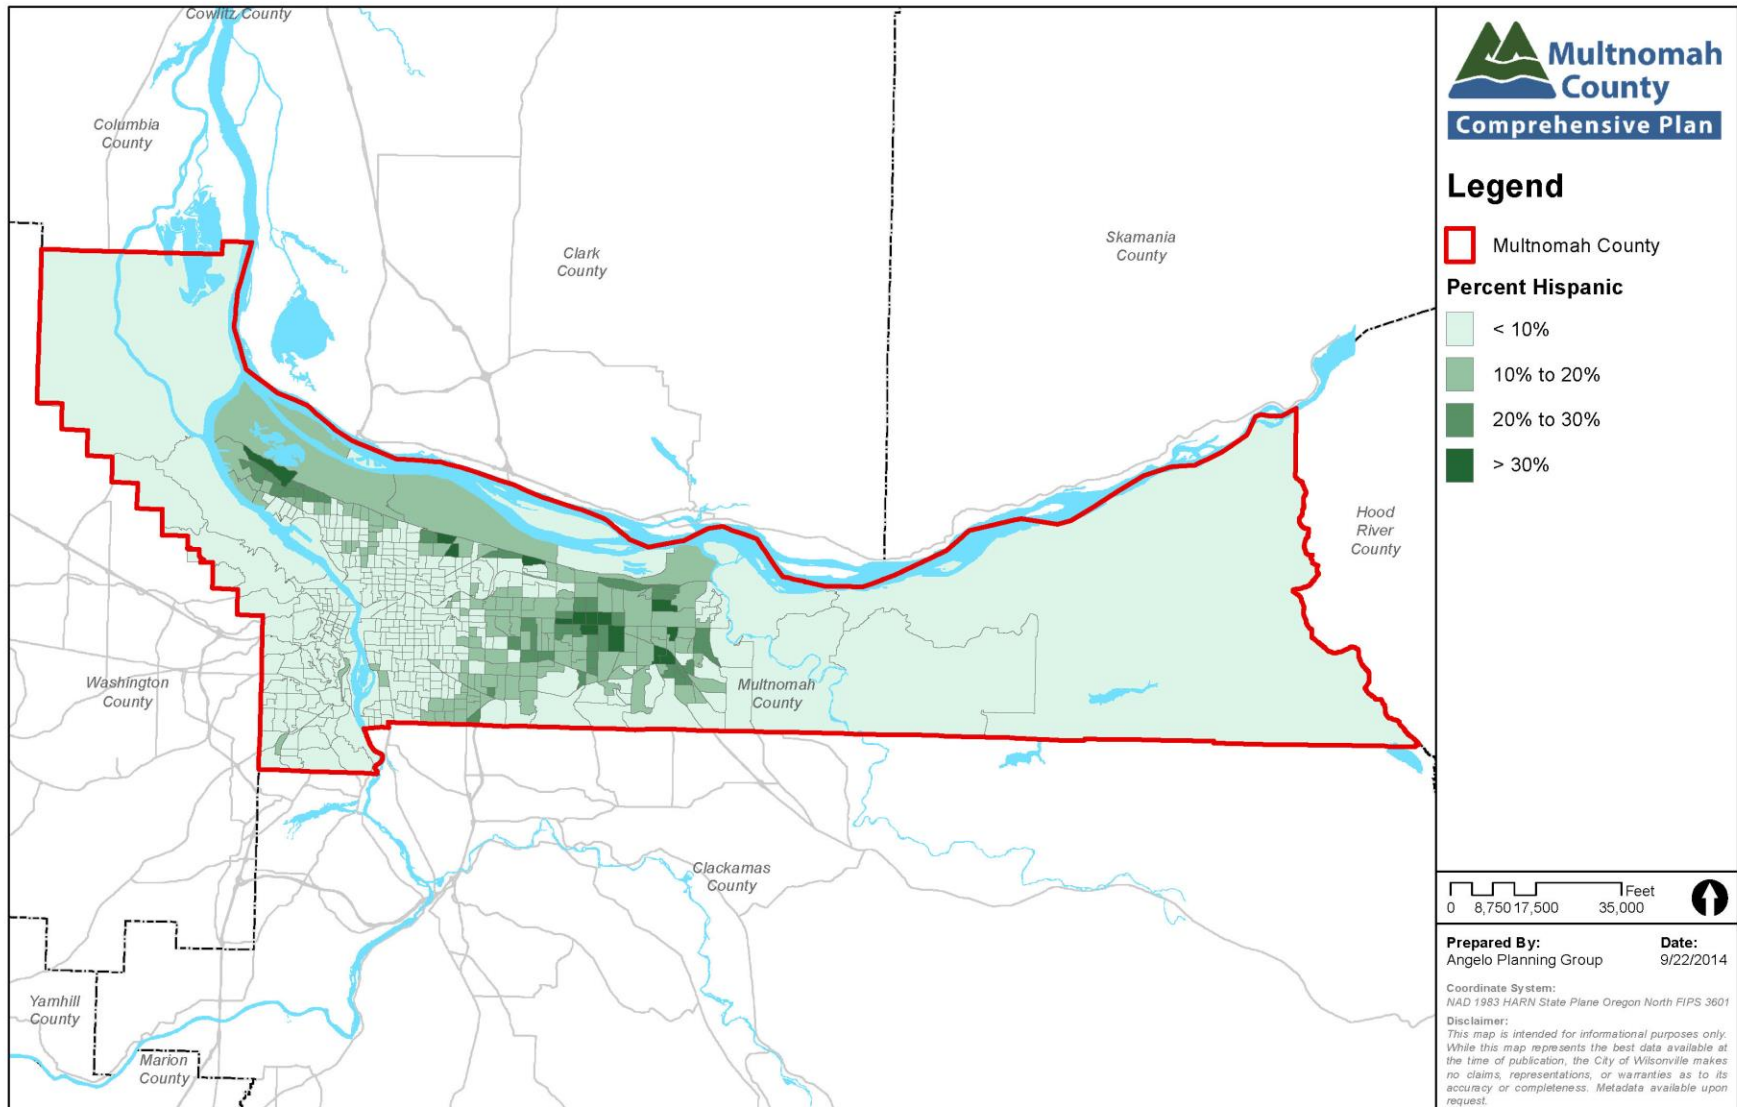 Cowlitz County
Columbia
County
Clark
County
Skamania
County
Hood
River
County
Washington
County
Multnomah
County
Clackamas
County
Yamhill
County
Marion
County
Multnomah
County
Comprehensive Plan
Legend
Multnomah County
Percent Hispanic
< 10%
10% to 20%
20% to 30%
> 30%
Feet
0 8,750 17,500 35,000
Prepared By: Date:
Angelo Planning Group 9/22/2014
Coordinate System:
NAD 1983 HARN State Plane Oregon North FIPS 3601
Disclaimer:
This map is intended for informational purposes only.
While this map represents the best data available at
the time of publication, the City of Wilsonville makes
no claims, representations, or warranties as to its
accuracy or completeness. Metadata available upon
request.